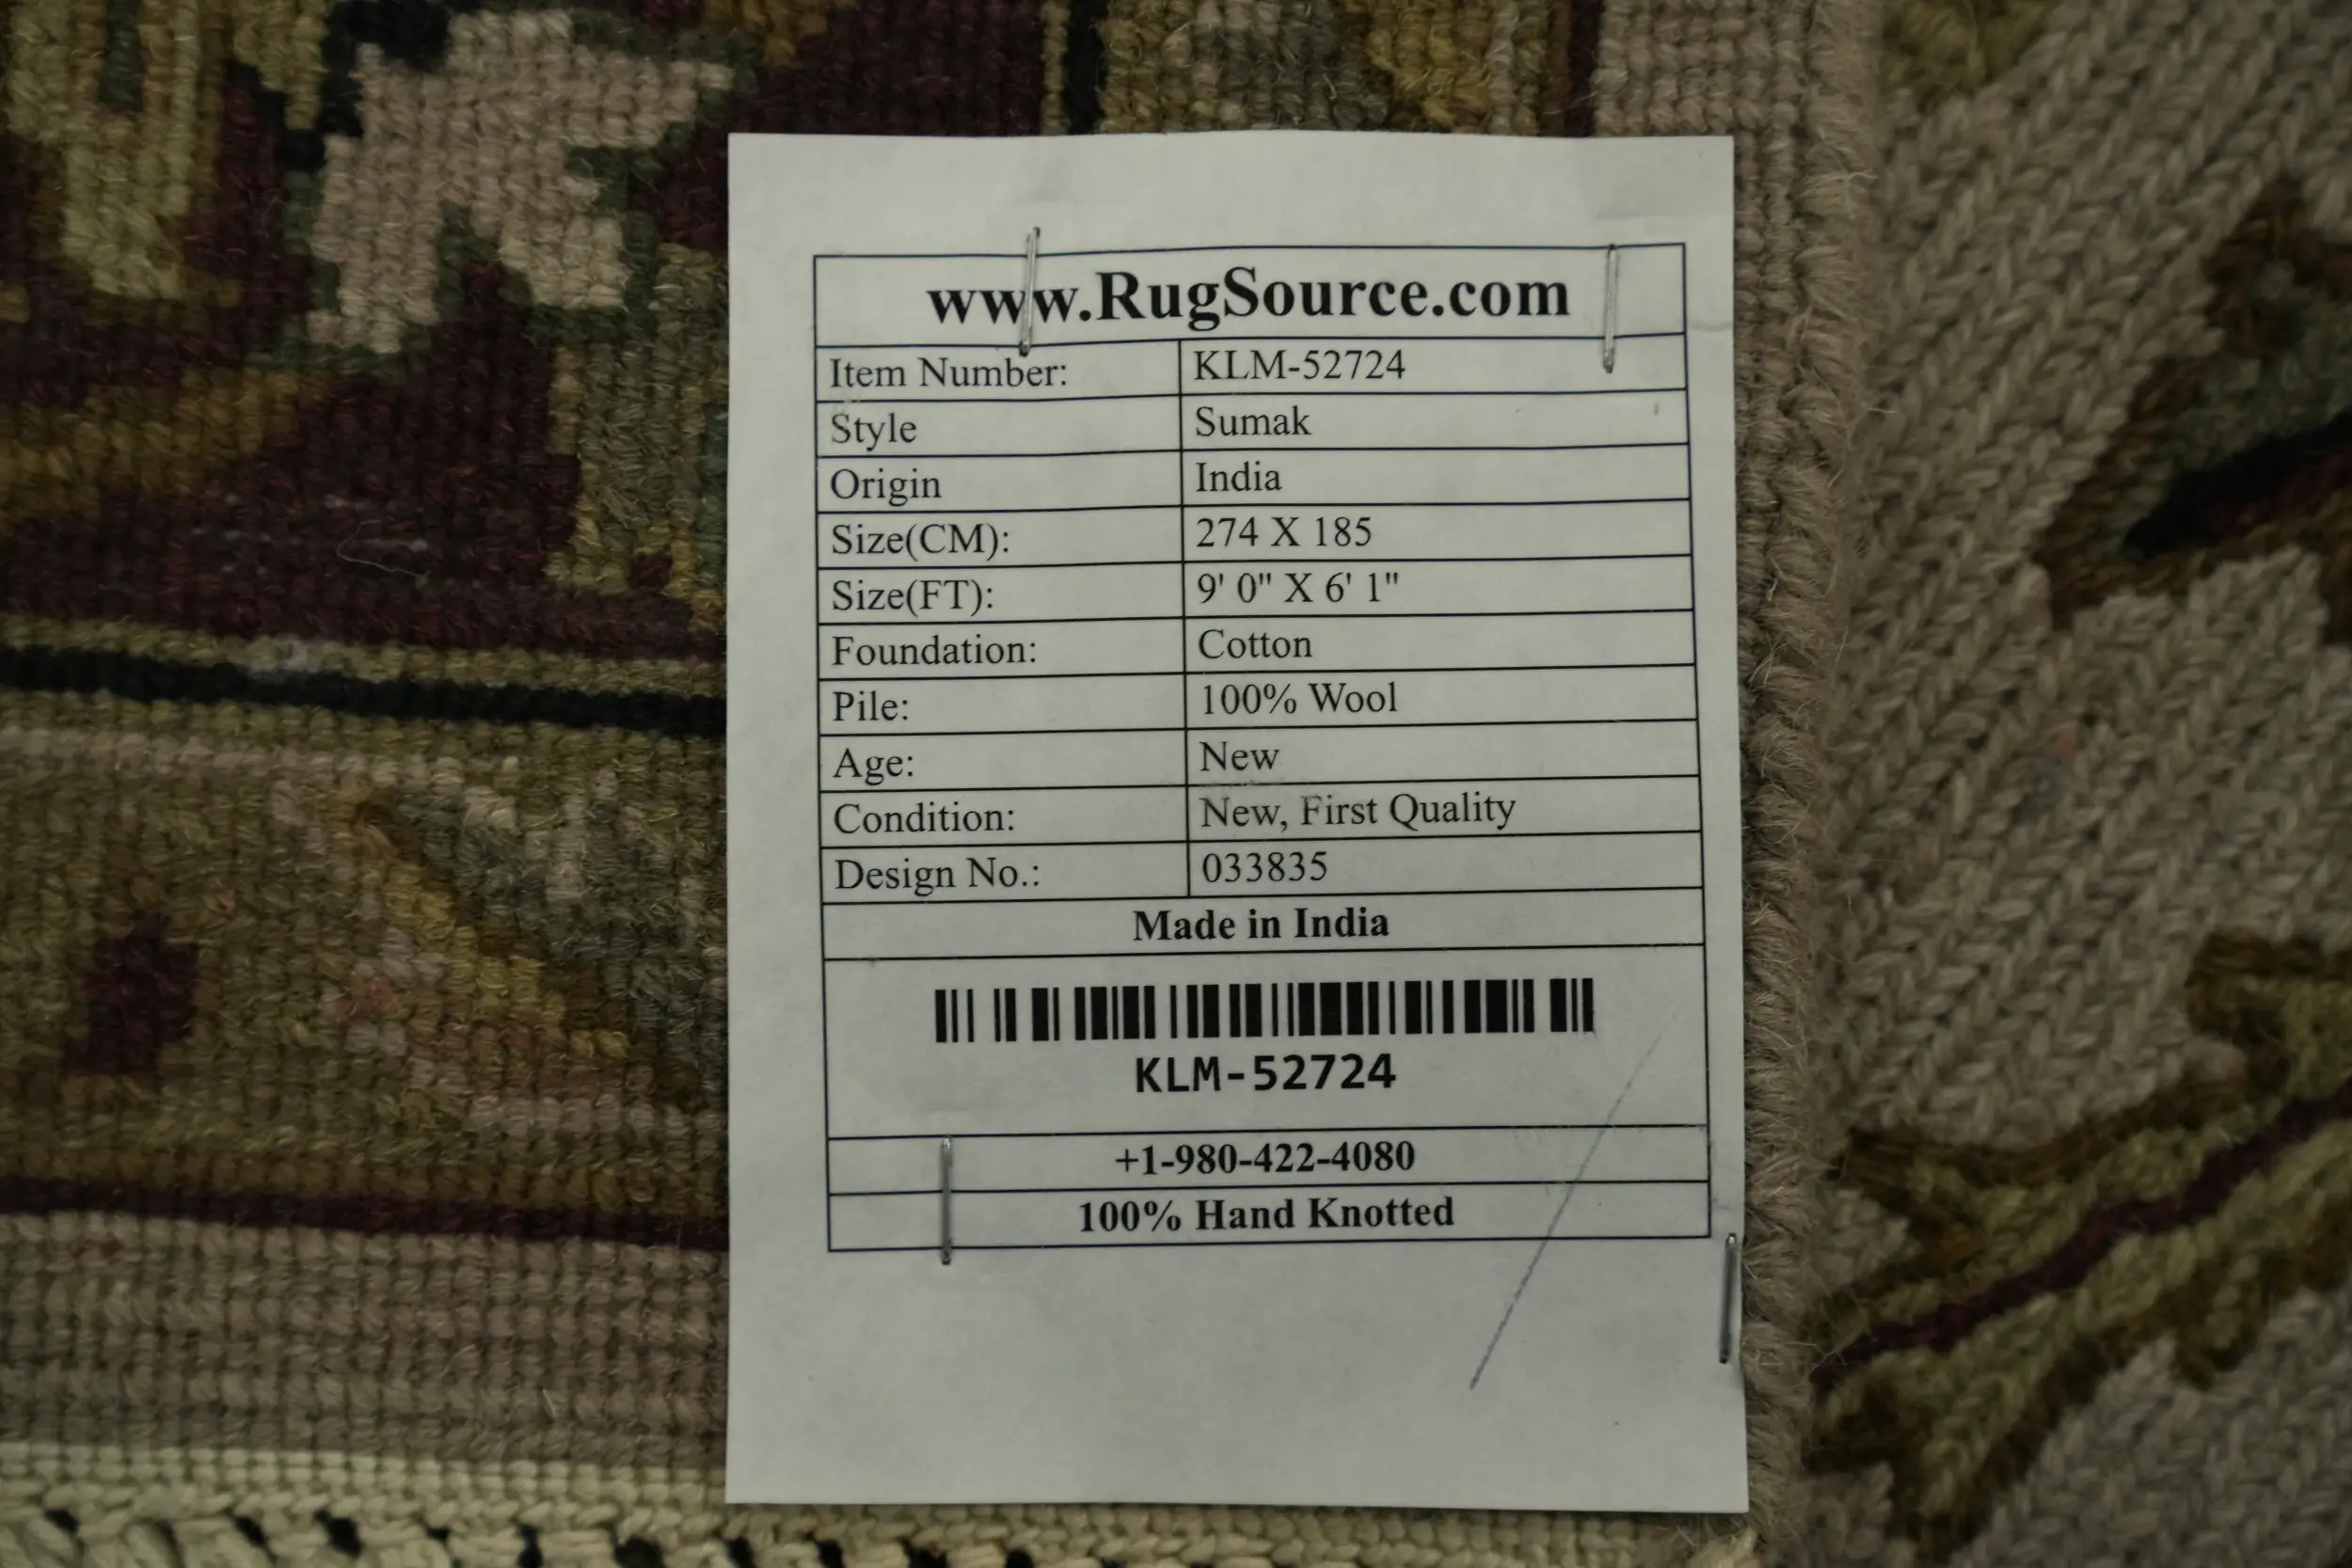 www.RugSource.com
Item Number: KLM-52724
Style Sumak
Origin India
Size(CM): 274 X 185
Size(FT): 9' 0" X 6' 1"
Foundation: Cotton
Pile: 100% Wool
Age: New
Condition: New, First Quality
Design No.: 033835
Made in India
KLM-52724
+1-980-422-4080
100% Hand Knotted